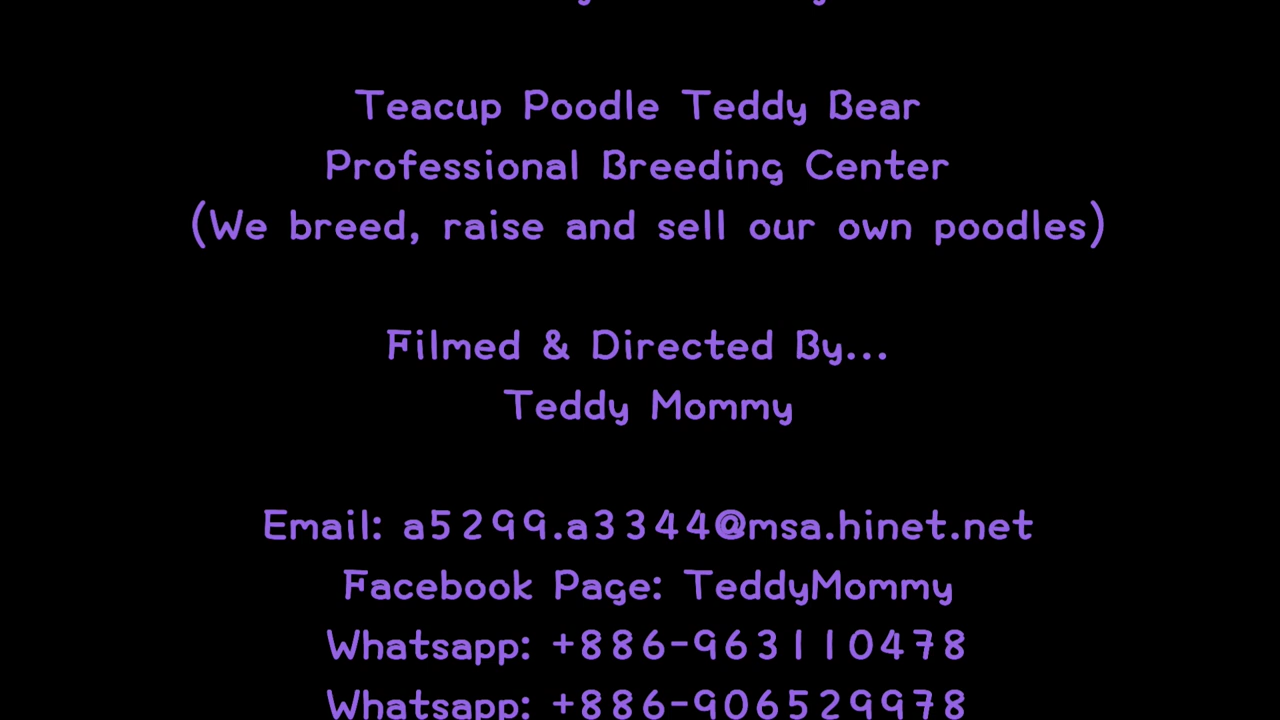 Teacup Poodle Teddy Bear
Professional Breeding Center
(We breed, raise and sell our own poodles)
Filmed & Directed By...
Teddy Mommy
Email: a5299.a3344@msa.hinet.net
Facebook Page: TeddyMommy
Whatsapp: +886-963110478
Whatsapp: +886-906529978